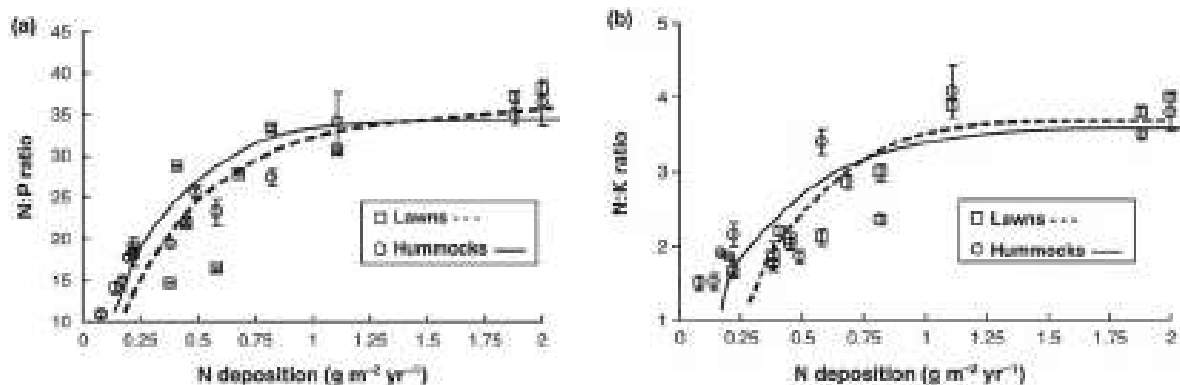 (a)
45
40
35
30
25
20
15
10
N:P ratio
0 0.25 0.5 0.75 1 1.25 1.5 1.75 2
N deposition (g m⁻² yr⁻¹)
Lawns
Hummocks
(b)
5
4
3
2
1
N:K ratio
0 0.25 0.5 0.75 1 1.25 1.5 1.75 2
N deposition (g m⁻² yr⁻¹)
Lawns
Hummocks